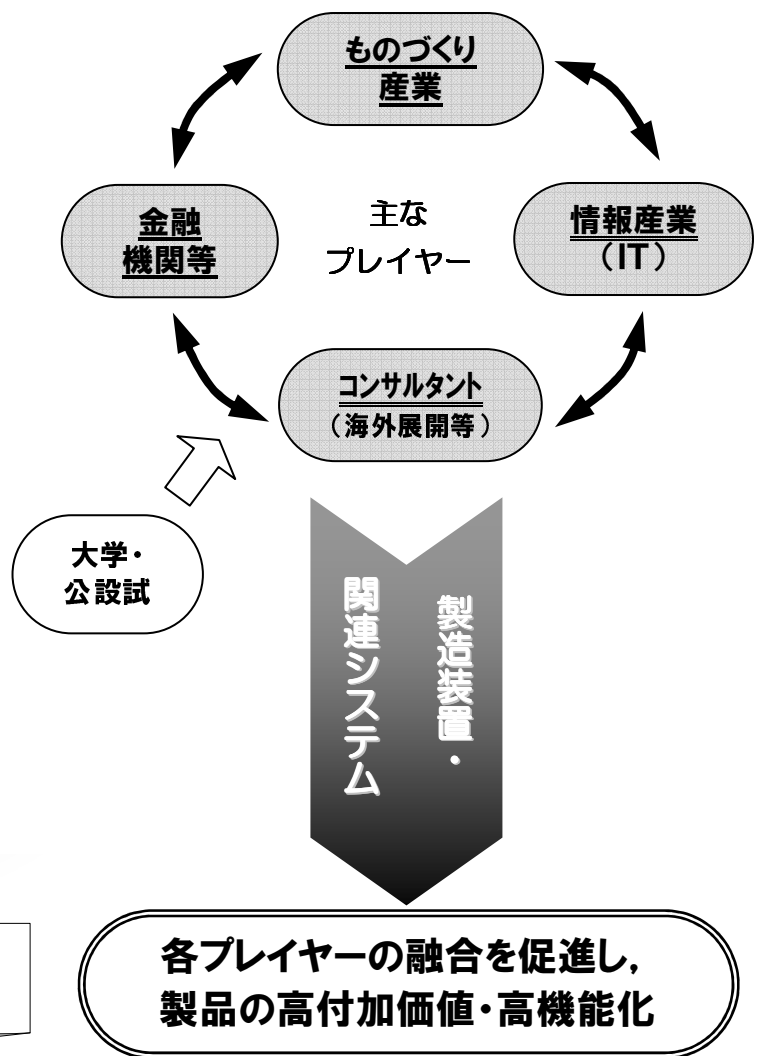 ものづくり
産業
金融
機関等
主な
プレイヤー
情報産業
（IT）
コンサルタント
（海外展開等）
大学・
公設試
製造装置・
関連システム
各プレイヤーの融合を促進し，
製品の高付加価値・高機能化